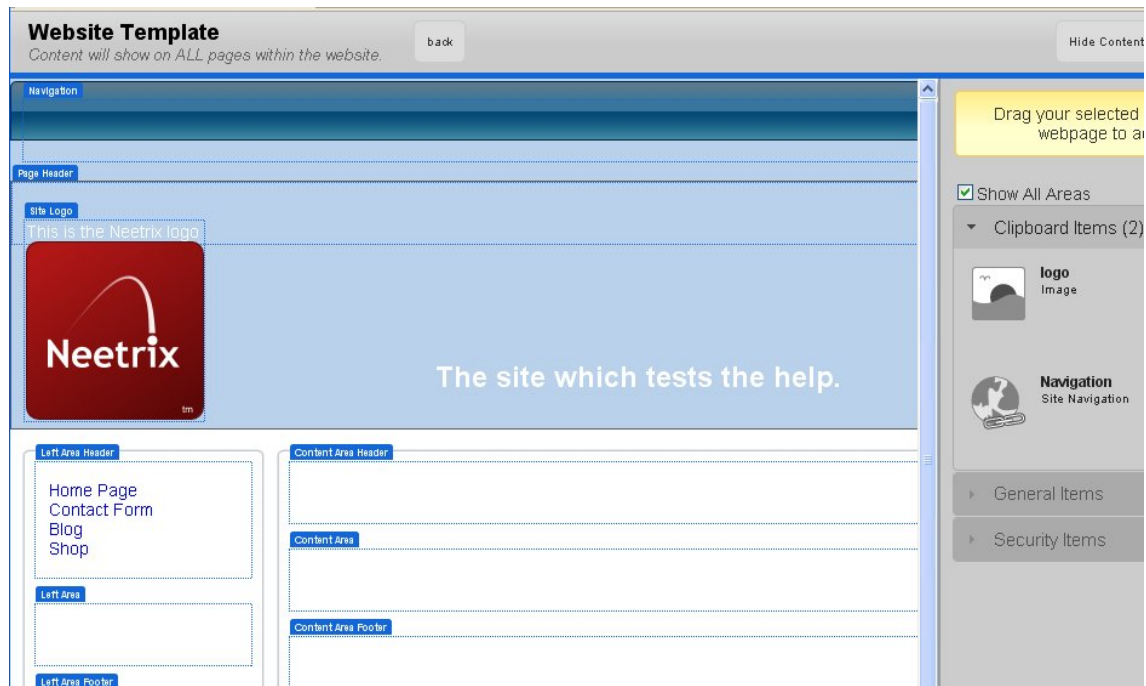 Website Template
Content will show on ALL pages within the website.
back
Hide Content
Navigation
Page Header
Site Logo
This is the Neetrix logo
Neetrix
tm
The site which tests the help.
Left Area Header
Home Page
Contact Form
Blog
Shop
Left Area
Left Area Footer
Content Area Header
Content Area
Content Area Footer
Drag your selected
webpage to
Show All Areas
Clipboard Items (2)
logo
Image
Navigation
Site Navigation
General Items
Security Items